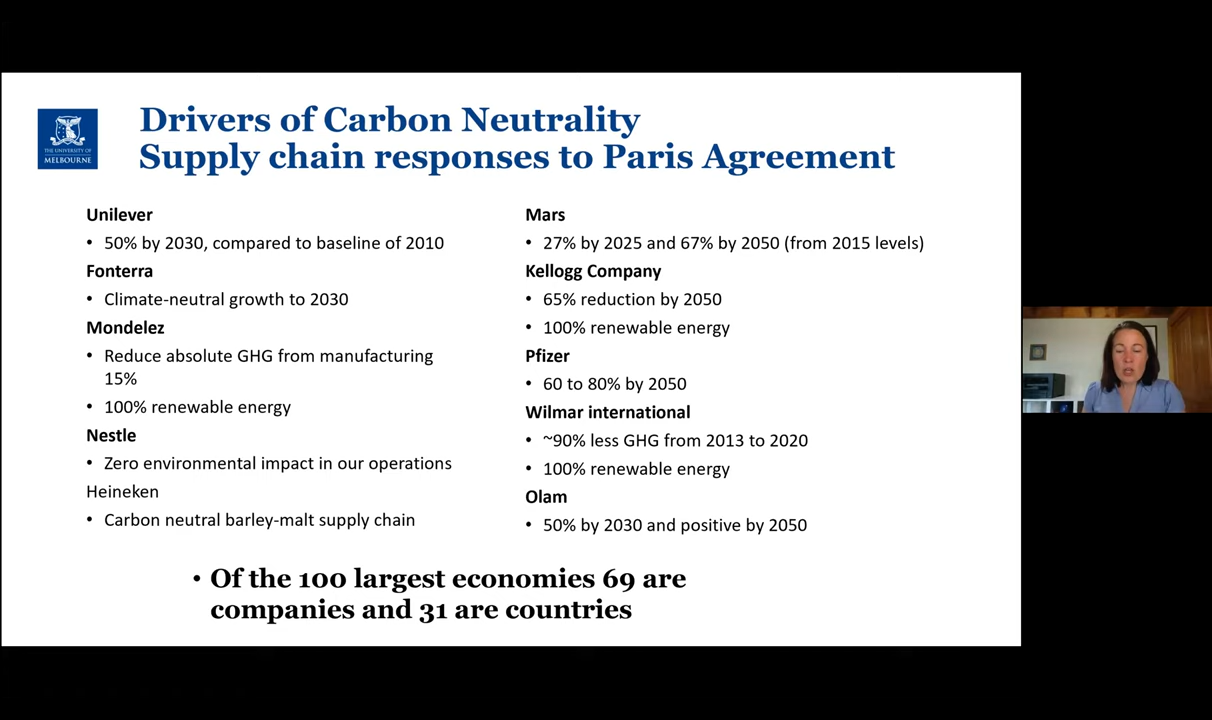 THE UNIVERSITY OF
MELBOURNE
Drivers of Carbon Neutrality
Supply chain responses to Paris Agreement
Unilever
• 50% by 2030, compared to baseline of 2010
Fonterra
• Climate-neutral growth to 2030
Mondelez
• Reduce absolute GHG from manufacturing
15%
• 100% renewable energy
Nestle
• Zero environmental impact in our operations
Heineken
• Carbon neutral barley-malt supply chain
Mars
• 27% by 2025 and 67% by 2050 (from 2015 levels)
Kellogg Company
• 65% reduction by 2050
• 100% renewable energy
Pfizer
• 60 to 80% by 2050
Wilmar international
• ~90% less GHG from 2013 to 2020
• 100% renewable energy
Olam
• 50% by 2030 and positive by 2050
• Of the 100 largest economies 69 are
companies and 31 are countries